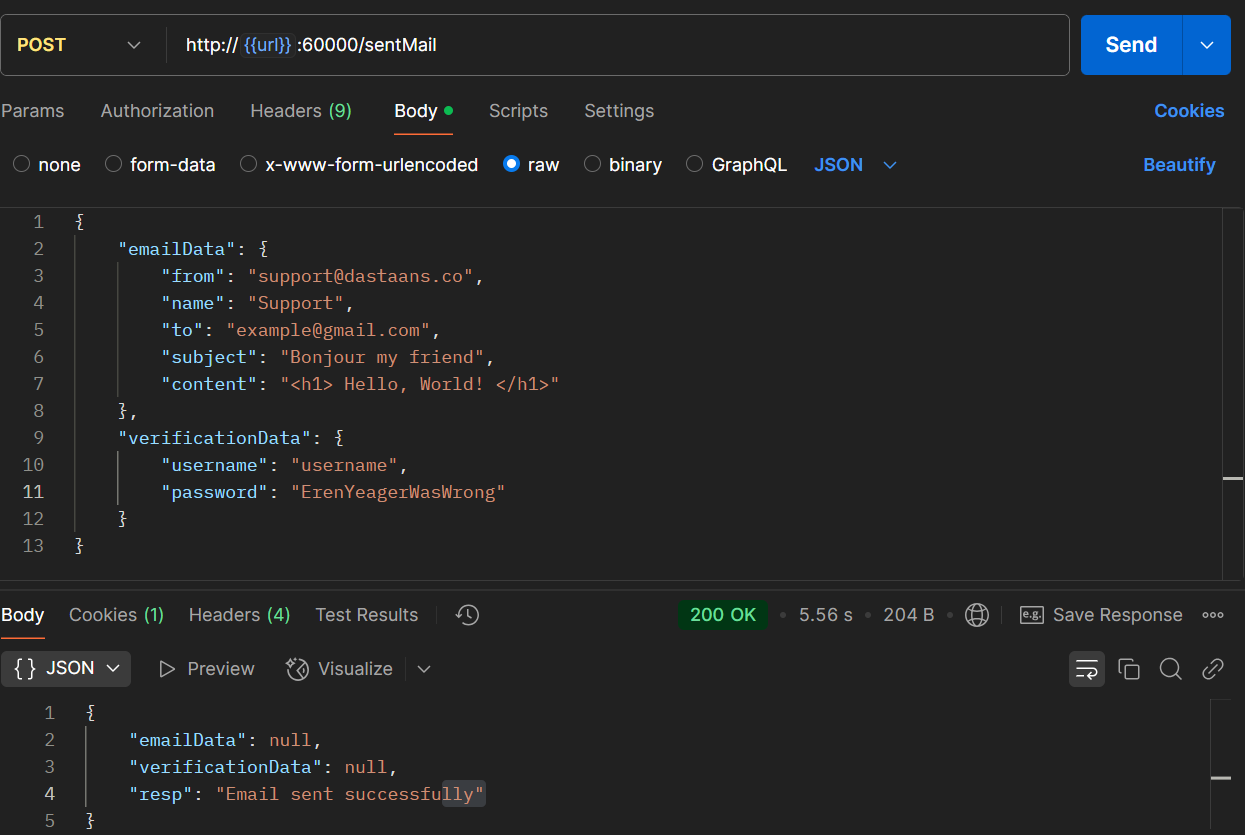 POST http://{{url}}:60000/sentMail Send
Params Authorization Headers (9) Body Scripts Settings Cookies
none form-data x-www-form-urlencoded raw binary GraphQL JSON Beautify
1 {
2 "emailData": {
3 "from": "support@dastaans.co",
4 "name": "Support",
5 "to": "example@gmail.com",
6 "subject": "Bonjour my friend",
7 "content": "<h1> Hello, World! </h1>"
8 },
9 "verificationData": {
10 "username": "username",
11 "password": "ErenYeagerWasWrong"
12 }
13 }
Body Cookies (1) Headers (4) Test Results 200 OK 5.56 s 204 B e.g. Save Response
{} JSON Preview Visualize
1 {
2 "emailData": null,
3 "verificationData": null,
4 "resp": "Email sent successfully"
5 }